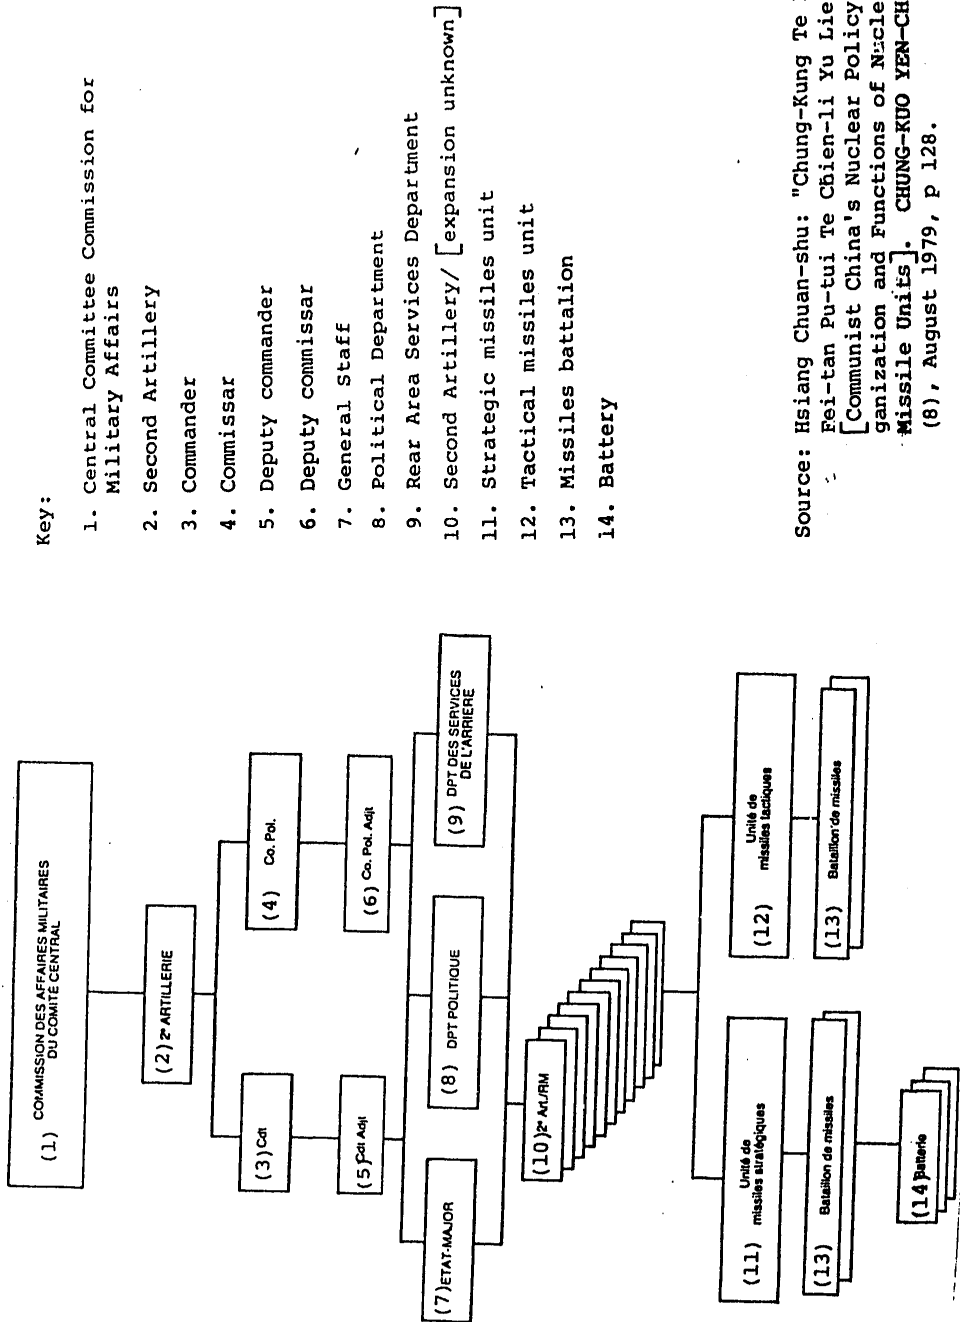 (1) COMMISSION DES AFFAIRES MILITAIRES
DU COMITÉ CENTRAL
(2) 2e ARTILLERIE
(3) Cdt
(4) Co. Pol.
(5) Cdt Adjt
(6) Co. Pol. Adjt
(7) ETAT-MAJOR
(8) DPT POLITIQUE
(9) DPT DES SERVICES
DE L'ARRIERE
(10) 2e Art./RM
(11) Unité de
missiles stratégiques
(12) Unité de
missiles tactiques
(13) Bataillon de missiles
(13) Bataillon de missiles
(14) Batterie
Key:
1. Central Committee Commission for
Military Affairs
2. Second Artillery
3. Commander
4. Commissar
5. Deputy commander
6. Deputy commissar
7. General Staff
8. Political Department
9. Rear Area Services Department
10. Second Artillery/ [expansion unknown]
11. Strategic missiles unit
12. Tactical missiles unit
13. Missiles battalion
14. Battery
Source: Hsiang Chuan-shu: "Chung-Kung Te
Fei-tan Pu-tui Te Chien-li Yu Lie
[Communist China's Nuclear Policy
ganization and Functions of Nucle
Missile Units]. CHUNG-KUO YEN-CH
(8), August 1979, p 128.